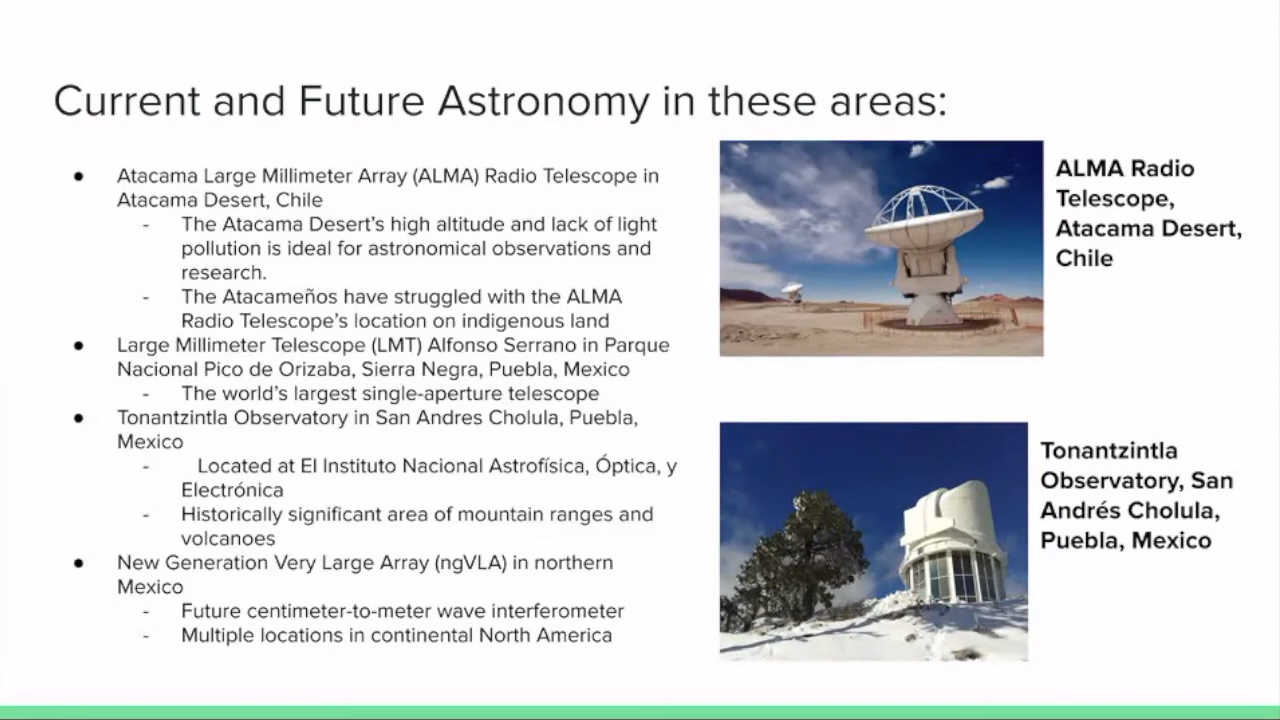 Current and Future Astronomy in these areas:
● Atacama Large Millimeter Array (ALMA) Radio Telescope in
Atacama Desert, Chile
- The Atacama Desert's high altitude and lack of light
pollution is ideal for astronomical observations and
research.
- The Atacameños have struggled with the ALMA
Radio Telescope's location on indigenous land
● Large Millimeter Telescope (LMT) Alfonso Serrano in Parque
Nacional Pico de Orizaba, Sierra Negra, Puebla, Mexico
- The world's largest single-aperture telescope
● Tonantzintla Observatory in San Andres Cholula, Puebla,
Mexico
- Located at El Instituto Nacional Astrofísica, Óptica, y
Electrónica
- Historically significant area of mountain ranges and
volcanoes
● New Generation Very Large Array (ngVLA) in northern
Mexico
- Future centimeter-to-meter wave interferometer
- Multiple locations in continental North America
ALMA Radio
Telescope,
Atacama Desert,
Chile
Tonantzintla
Observatory, San
Andrés Cholula,
Puebla, Mexico